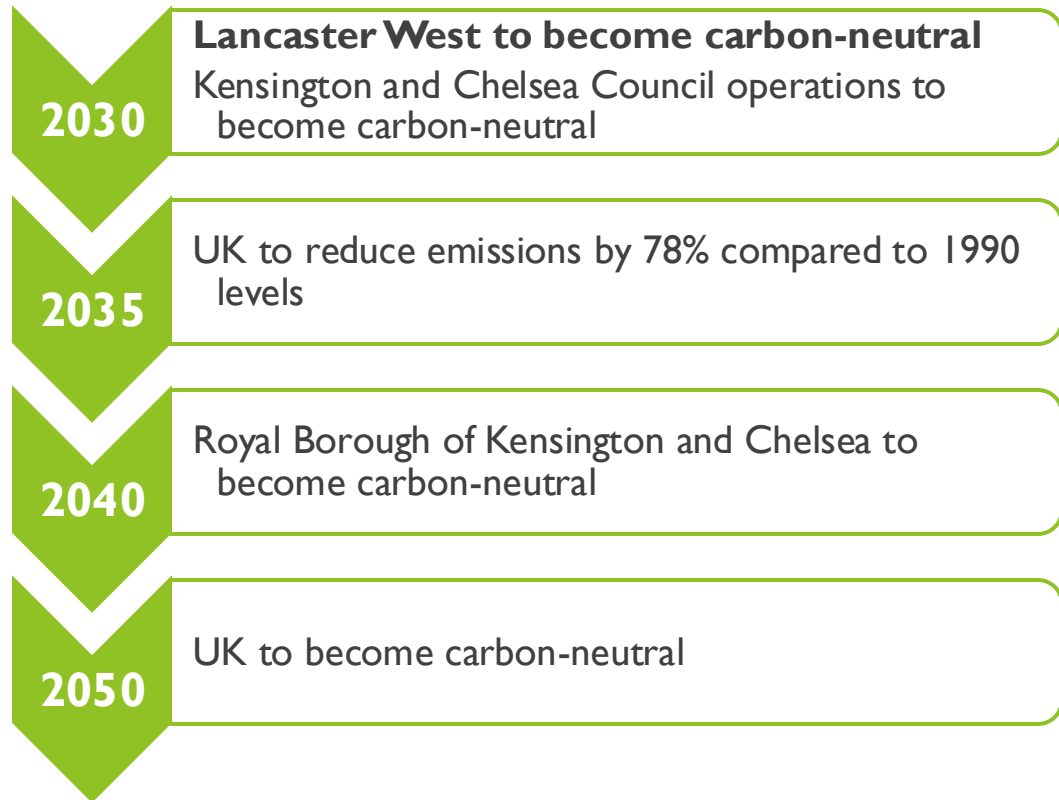 2030
Lancaster West to become carbon-neutral
Kensington and Chelsea Council operations to
become carbon-neutral
2035
UK to reduce emissions by 78% compared to 1990
levels
2040
Royal Borough of Kensington and Chelsea to
become carbon-neutral
2050
UK to become carbon-neutral